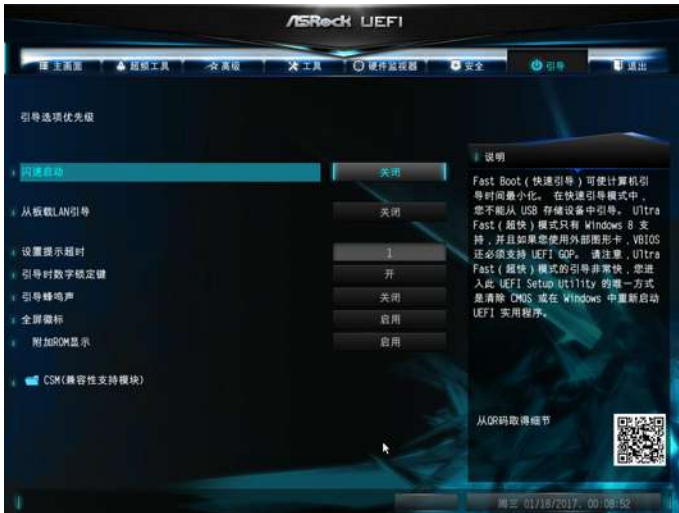 ASRock UEFI
主画面 超频工具 高级 工具 硬件监视器 安全 引导 退出
引导选项优先级
闪速启动 关闭
从板载LAN引导 关闭
设置提示超时 1
引导时数字锁定键 开
引导蜂鸣声 关闭
全屏徽标 启用
附加ROM显示 启用
CSM(兼容性支持模块)
说明
Fast Boot (快速引导) 可使计算机引
导时间最小化。 在快速引导模式中,
您不能从 USB 存储设备中引导。 Ultra
Fast (超快) 模式只有 Windows 8 支
持, 并且如果您使用外部图形卡, VBIOS
还必须支持 UEFI GOP。 请注意, Ultra
Fast (超快) 模式的引导非常快, 您进
入此 UEFI Setup Utility 的唯一方式
是清除 CMOS 或在 Windows 中重新启动
UEFI 实用程序。
从QR码取得细节
周三 01/18/2017. 00:08:52